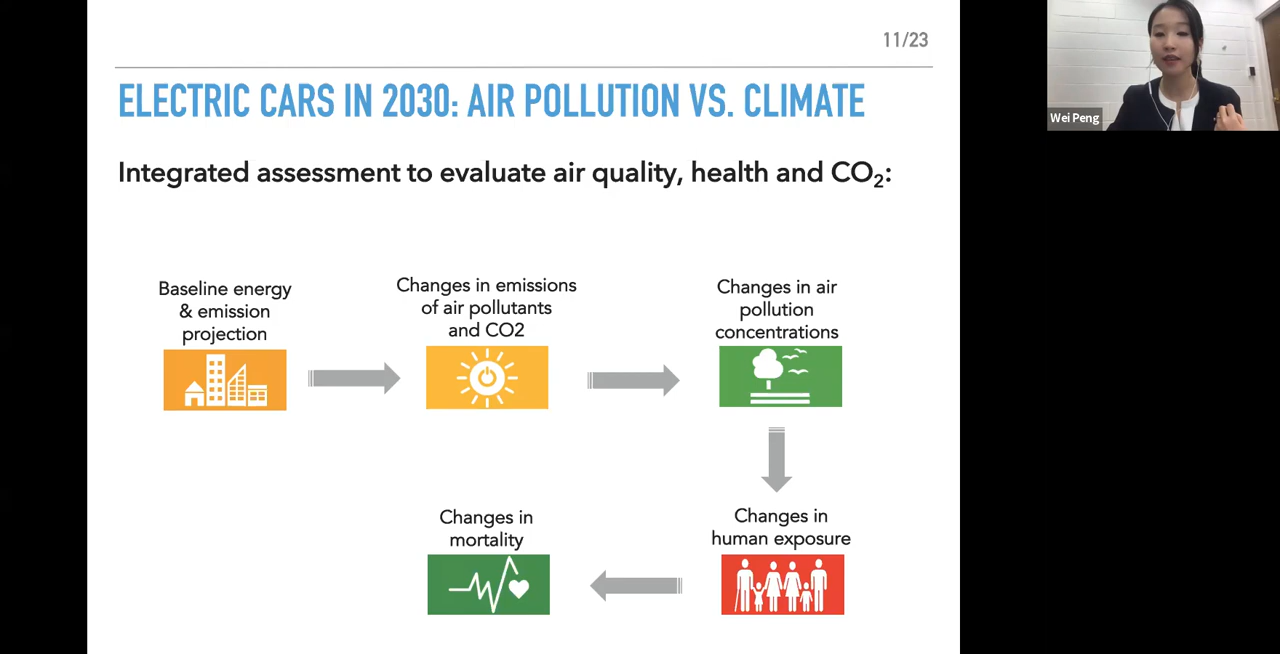 11/23
ELECTRIC CARS IN 2030: AIR POLLUTION VS. CLIMATE
Wei Peng
Integrated assessment to evaluate air quality, health and CO₂:
Baseline energy
& emission
projection
Changes in emissions
of air pollutants
and CO2
Changes in air
pollution
concentrations
Changes in
mortality
Changes in
human exposure